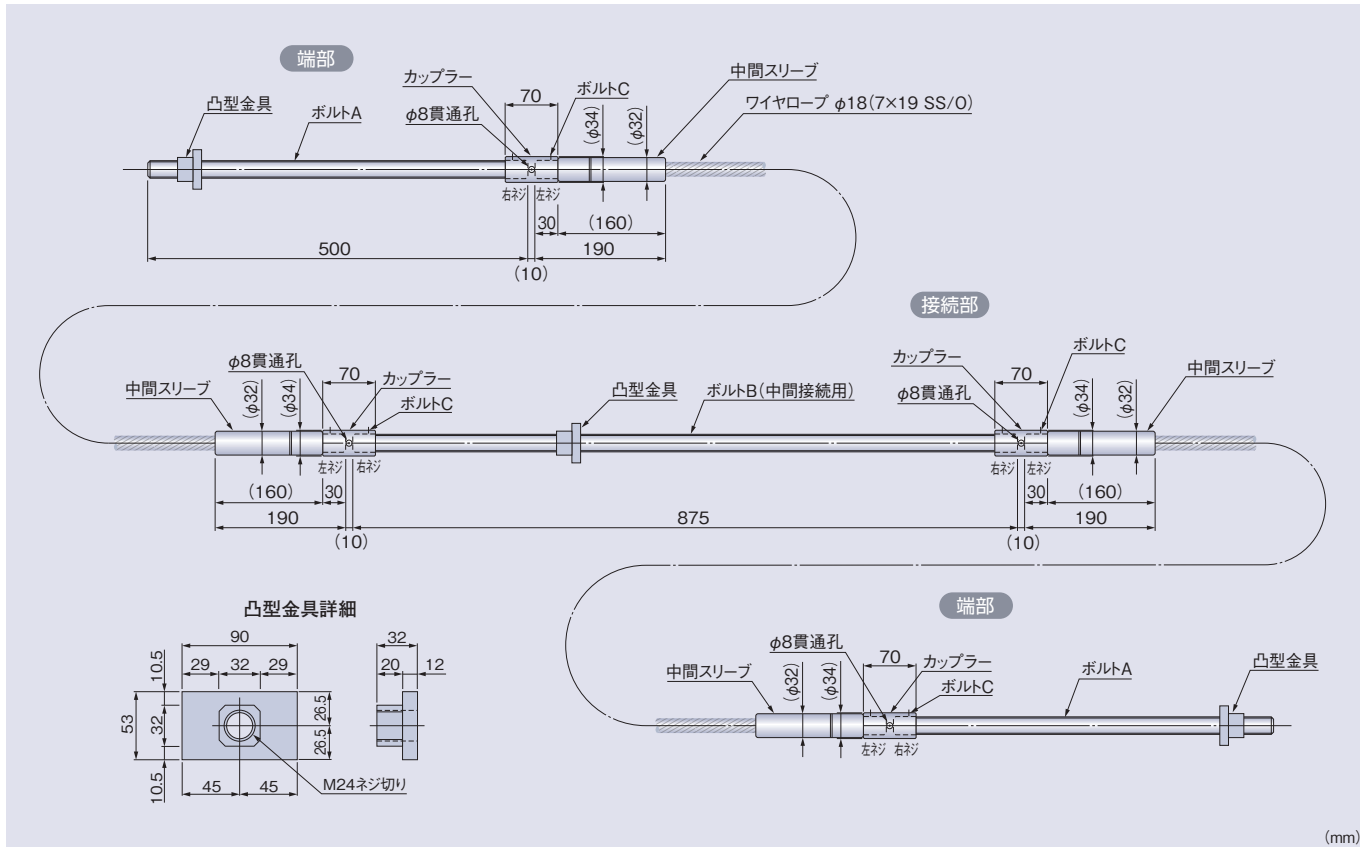 端部
カップラー
中間スリーブ
凸型金具
ボルトA
φ8貫通孔
70
ボルトC
ワイヤロープ φ18(7×19 SS/O)
(φ34)
(φ32)
右ネジ
左ネジ
30
(160)
500
190
(10)
接続部
φ8貫通孔
70
カップラー
中間スリーブ
(φ32)
(φ34)
ボルトC
凸型金具
ボルトB(中間接続用)
カップラー
φ8貫通孔
70
ボルトC
(φ34)
(φ32)
中間スリーブ
左ネジ
右ネジ
右ネジ
左ネジ
(160)
30
30
(160)
190
875
190
(10)
(10)
端部
φ8貫通孔
70
カップラー
中間スリーブ
(φ32)
(φ34)
ボルトC
ボルトA
凸型金具
左ネジ
右ネジ
凸型金具詳細
90
29
32
29
10.5
32
10.5
53
26.5
26.5
45
45
M24ネジ切り
32
20
12
(mm)